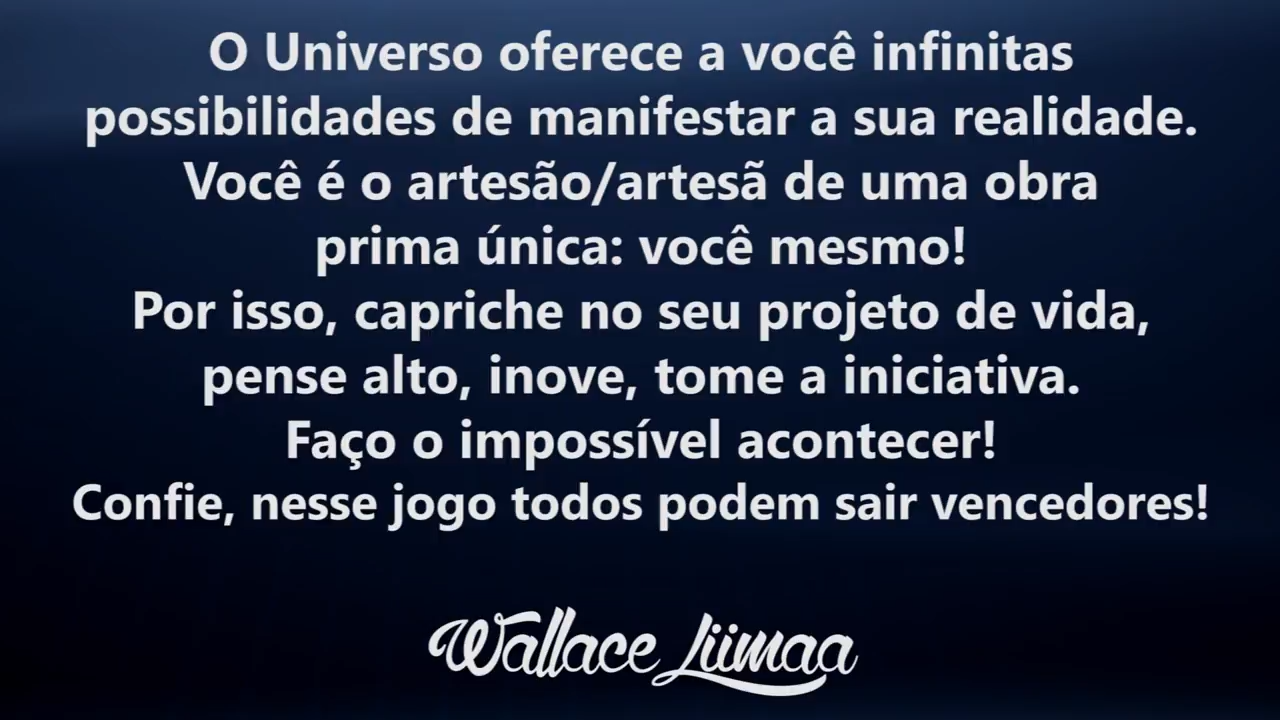 O Universo oferece a você infinitas
possibilidades de manifestar a sua realidade.
Você é o artesão/artesã de uma obra
prima única: você mesmo!
Por isso, capriche no seu projeto de vida,
pense alto, inove, tome a iniciativa.
Faço o impossível acontecer!
Confie, nesse jogo todos podem sair vencedores!
Wallace Liimaa